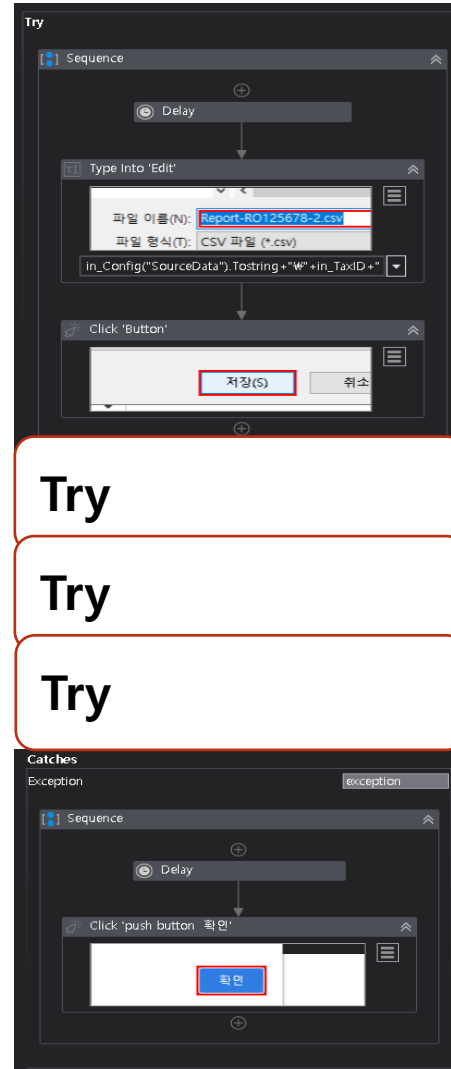 Try
Sequence
Delay
Type Into 'Edit'
파일 이름(N): Report-RO125678-2.csv
파일 형식(T): CSV 파일 (*.csv)
in_Config("SourceData").Tostring+"₩"+in_TaxID+"
Click 'Button'
저장(S) 취소
Try
Try
Try
Catches
Exception exception
Sequence
Delay
Click 'push button 확인'
확인